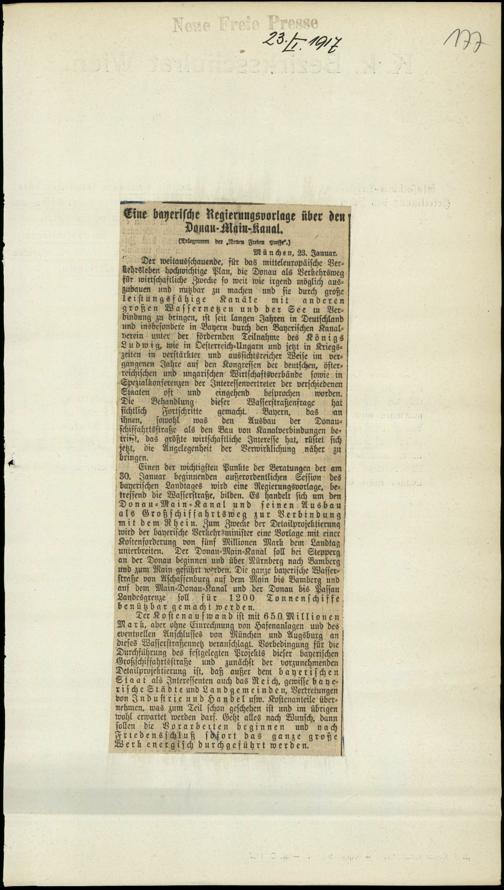 Neue Freie Presse
23. I. 1917
177
K. k. Bezirksschulrat Wien
Eine bayerische Regierungsvorlage über den
Donau-Main-Kanal.
(Telegramm der „Neuen Freien Presse“.)
München, 23. Januar.
Der weitausschauende, für das mitteleuropäische Ver-
kehrsleben hochwichtige Plan, die Donau als Verkehrsweg
für wirtschaftliche Zwecke so weit wie irgend möglich aus-
zubauen und nutzbar zu machen und sie durch große
leistungsfähige Kanäle mit anderen
großen Wassernetzen und der See in Ver-
bindung zu bringen, ist seit langen Jahren in Deutschland
und insbesondere in Bayern durch den Bayerischen Kanal-
verein unter der fördernden Teilnahme des Königs
Ludwig, wie in Oesterreich-Ungarn und jetzt in Kriegs-
zeiten in verstärkter und aussichtsreicher Weise im ver-
gangenen Jahre auf den Kongressen der deutschen, öster-
reichischen und ungarischen Wirtschaftsverbände sowie in
Spezialkonferenzen der Interessenvertreter der verschiedenen
Staaten oft und eingehend besprochen worden.
Die Behandlung dieser Wasserstraßenfrage hat
sichtlich Fortschritte gemacht. Bayern, das an
ihnen, sowohl was den Ausbau der Donau-
schiffahrtsstraße als den Bau von Kanalverbindungen be-
trifft, das größte wirtschaftliche Interesse hat, rüstet sich
jetzt, die Angelegenheit der Verwirklichung näher zu
bringen.
Einen der wichtigsten Punkte der Beratungen der am
30. Januar beginnenden außerordentlichen Session des
bayerischen Landtages wird eine Regierungsvorlage, be-
treffend die Wasserstraße, bilden. Es handelt sich um den
Donau-Main-Kanal und seinen Ausbau
als Großschiffahrtsweg zur Verbindung
mit dem Rhein. Zum Zwecke der Detailprojektierung
wird der bayerische Verkehrsminister eine Vorlage mit einer
Kostenforderung von fünf Millionen Mark dem Landtag
unterbreiten. Der Donau-Main-Kanal soll bei Stepperg
an der Donau beginnen und über Nürnberg nach Bamberg
und zum Main geführt werden. Die ganze bayerische Wasser-
straße von Aschaffenburg auf dem Main bis Bamberg und
auf dem Main-Donau-Kanal und der Donau bis Passau
Landesgrenze soll für 1200 Tonnenschiffe
benützbar gemacht werden.
Der Kostenaufwand ist mit 650 Millionen
Mark, aber ohne Einrechnung von Hafenanlagen und des
eventuellen Anschlusses von München und Augsburg an
dieses Wasserstraßennetz veranschlagt. Vorbedingung für die
Durchführung des festgelegten Projekts dieser bayerischen
Großschiffahrtsstraße und zunächst der vorzunehmenden
Detailprojektierung ist, daß außer dem bayerischen
Staat als Interessenten auch das Reich, gewisse baye-
rische Städte und Landgemeinden, Vertretungen
von Industrie und Handel usw. Kostenanteile über-
nehmen, was zum Teil schon geschehen ist und im übrigen
wohl erwartet werden darf. Geht alles nach Wunsch, dann
sollen die Vorarbeiten beginnen und nach
Friedensschluß sofort das ganze große
Werk energisch durchgeführt werden.